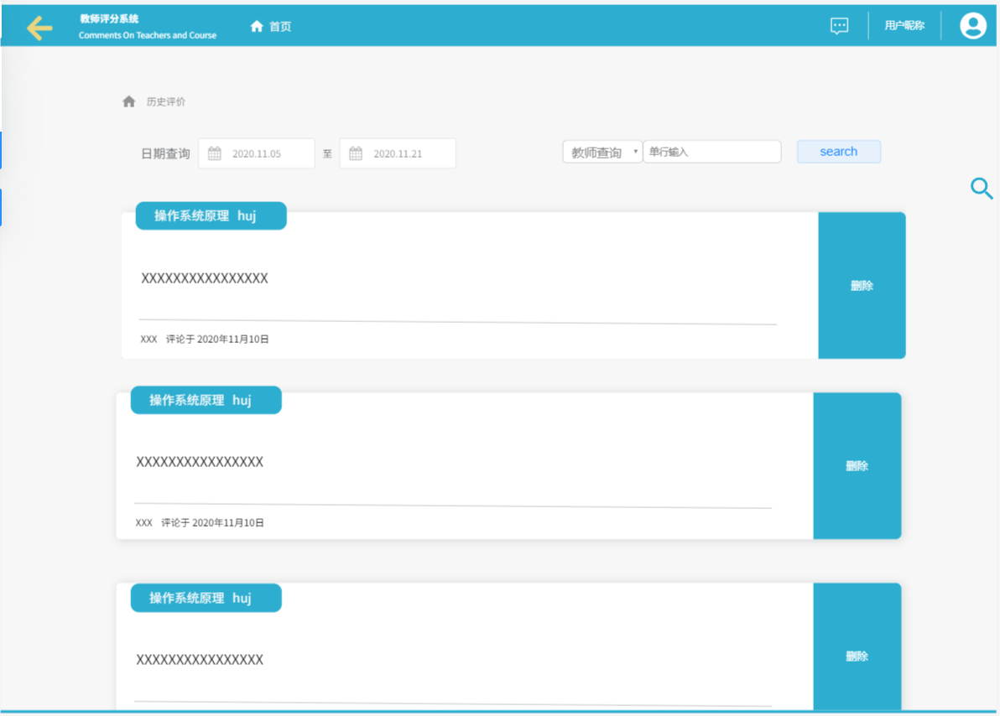 教师评分系统
Comments On Teachers and Course
首页
用户昵称
历史评价
日期查询 2020.11.05 至 2020.11.21 教师查询 单行输入 search
操作系统原理 huj
XXXXXXXXXXXXXXXX
删除
XXX 评论于 2020年11月10日
操作系统原理 huj
XXXXXXXXXXXXXXXX
删除
XXX 评论于 2020年11月10日
操作系统原理 huj
XXXXXXXXXXXXXXXX
删除